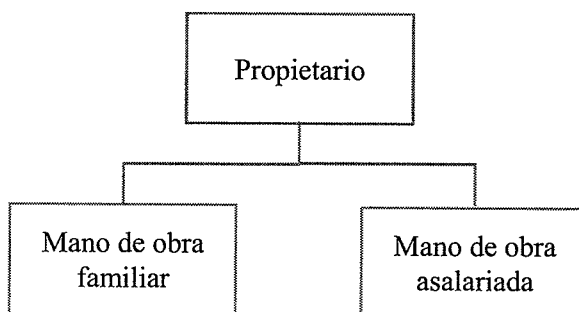 Propietario
Mano de obra
familiar
Mano de obra
asalariada